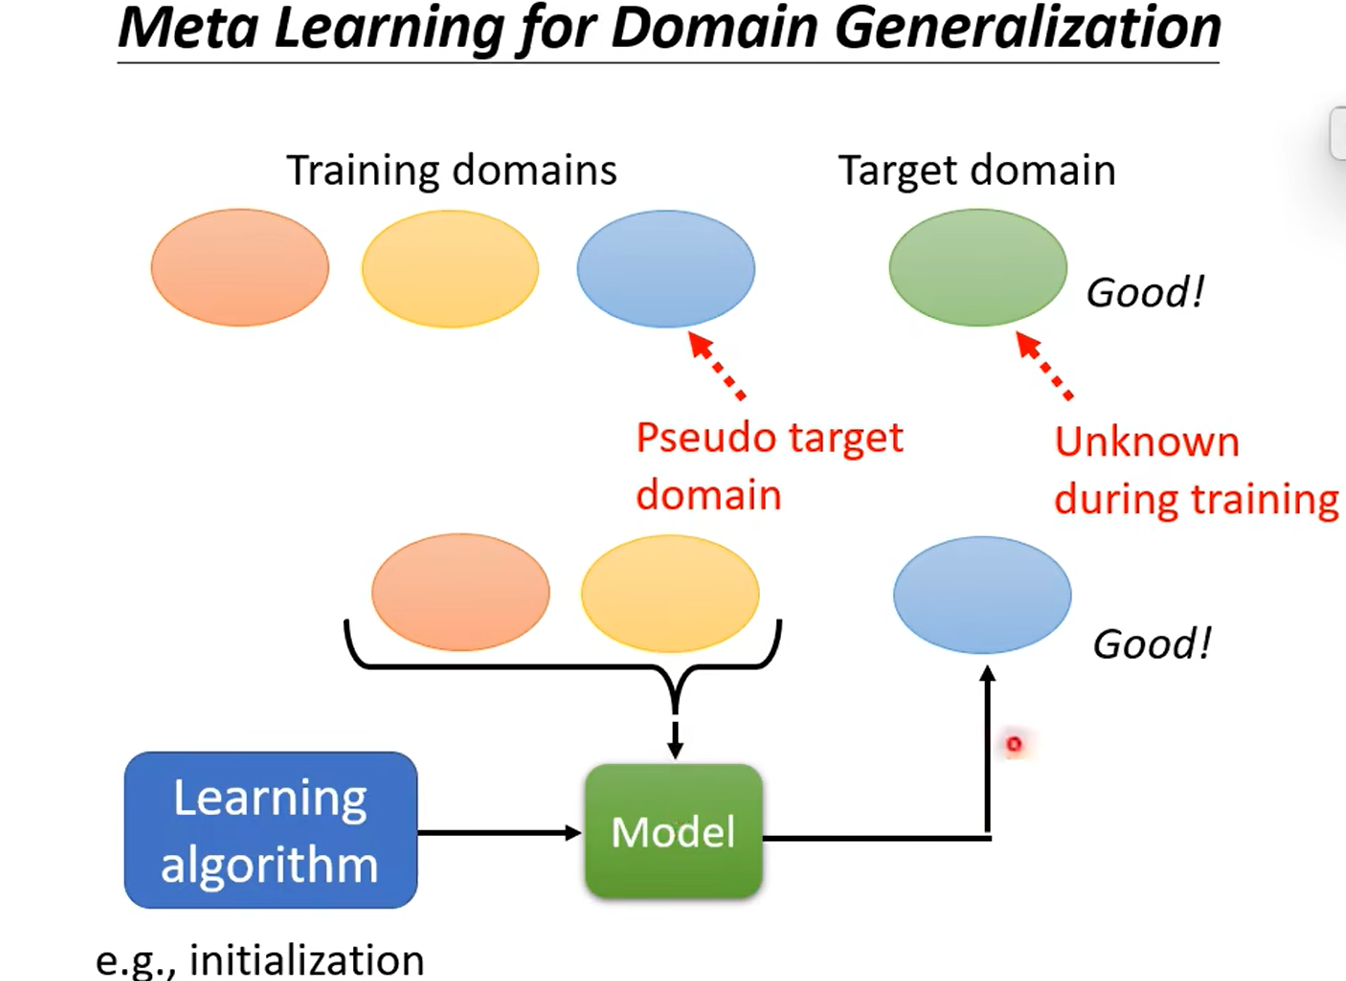 Meta Learning for Domain Generalization
Training domains
Target domain
Good!
Pseudo target
domain
Unknown
during training
Good!
Learning
algorithm
Model
e.g., initialization